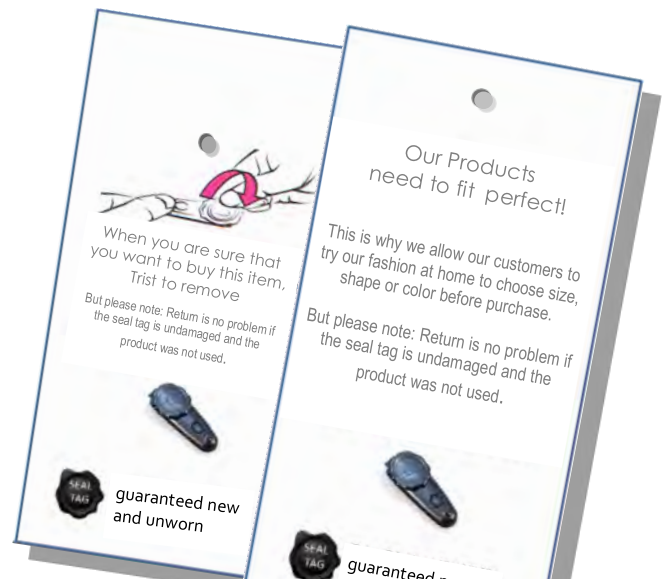 When you are sure that
you want to buy this item,
Trist to remove
But please note: Return is no problem if
the seal tag is undamaged and the
product was not used.
SEAL
TAG
guaranteed new
and unworn
Our Products
need to fit perfect!
This is why we allow our customers to
try our fashion at home to choose size,
shape or color before purchase.
But please note: Return is no problem if
the seal tag is undamaged and the
product was not used.
SEAL
TAG
guaranteed